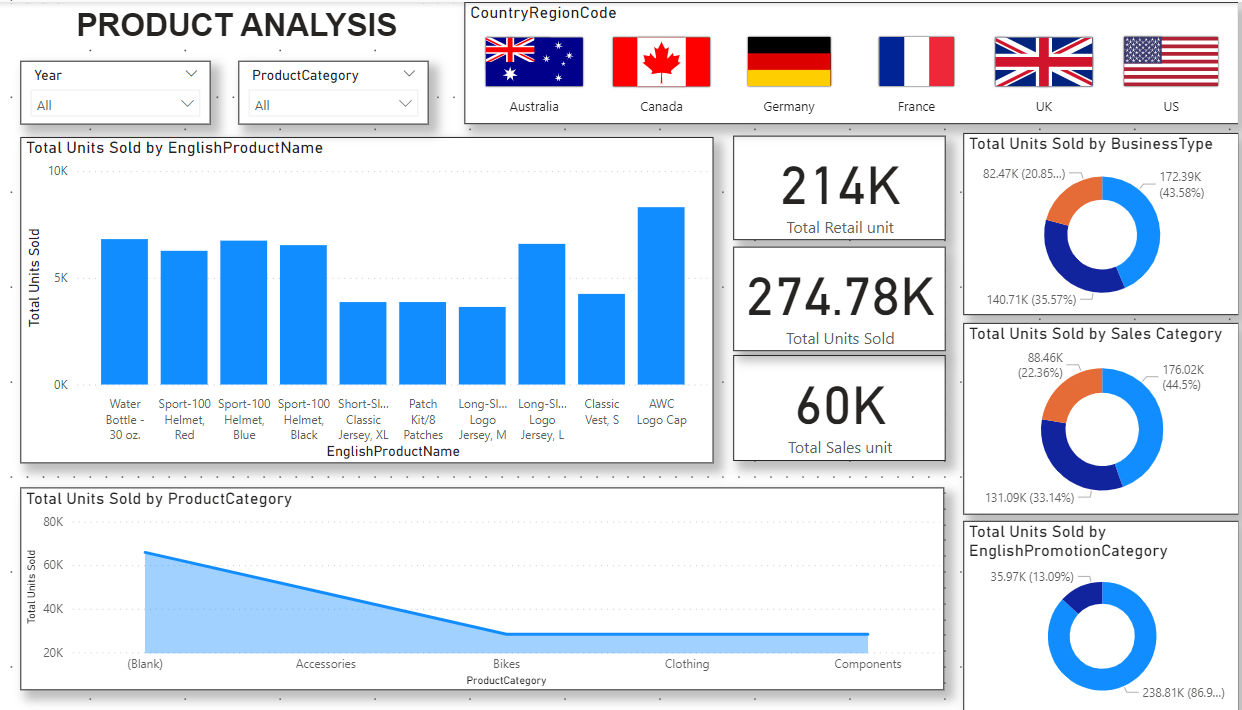 PRODUCT ANALYSIS
Year
All
ProductCategory
All
CountryRegionCode
Australia
Canada
Germany
France
UK
US
Total Units Sold by EnglishProductName
Total Units Sold
10K
5K
0K
Water
Bottle -
30 oz.
Sport-100
Helmet,
Red
Sport-100
Helmet,
Blue
Sport-100
Helmet,
Black
Short-Sl...
Classic
Jersey, XL
Patch
Kit/8
Patches
Long-Sl...
Logo
Jersey, M
Long-Sl...
Logo
Jersey, L
Classic
Vest, S
AWC
Logo Cap
EnglishProductName
214K
Total Retail unit
274.78K
Total Units Sold
60K
Total Sales unit
Total Units Sold by BusinessType
82.47K (20.85...)
172.39K
(43.58%)
140.71K (35.57%)
Total Units Sold by Sales Category
88.46K
(22.36%)
176.02K
(44.5%)
131.09K (33.14%)
Total Units Sold by ProductCategory
Total Units Sold
80K
60K
40K
20K
(Blank)
Accessories
Bikes
Clothing
Components
ProductCategory
Total Units Sold by
EnglishPromotionCategory
35.97K (13.09%)
238.81K (86.9...)